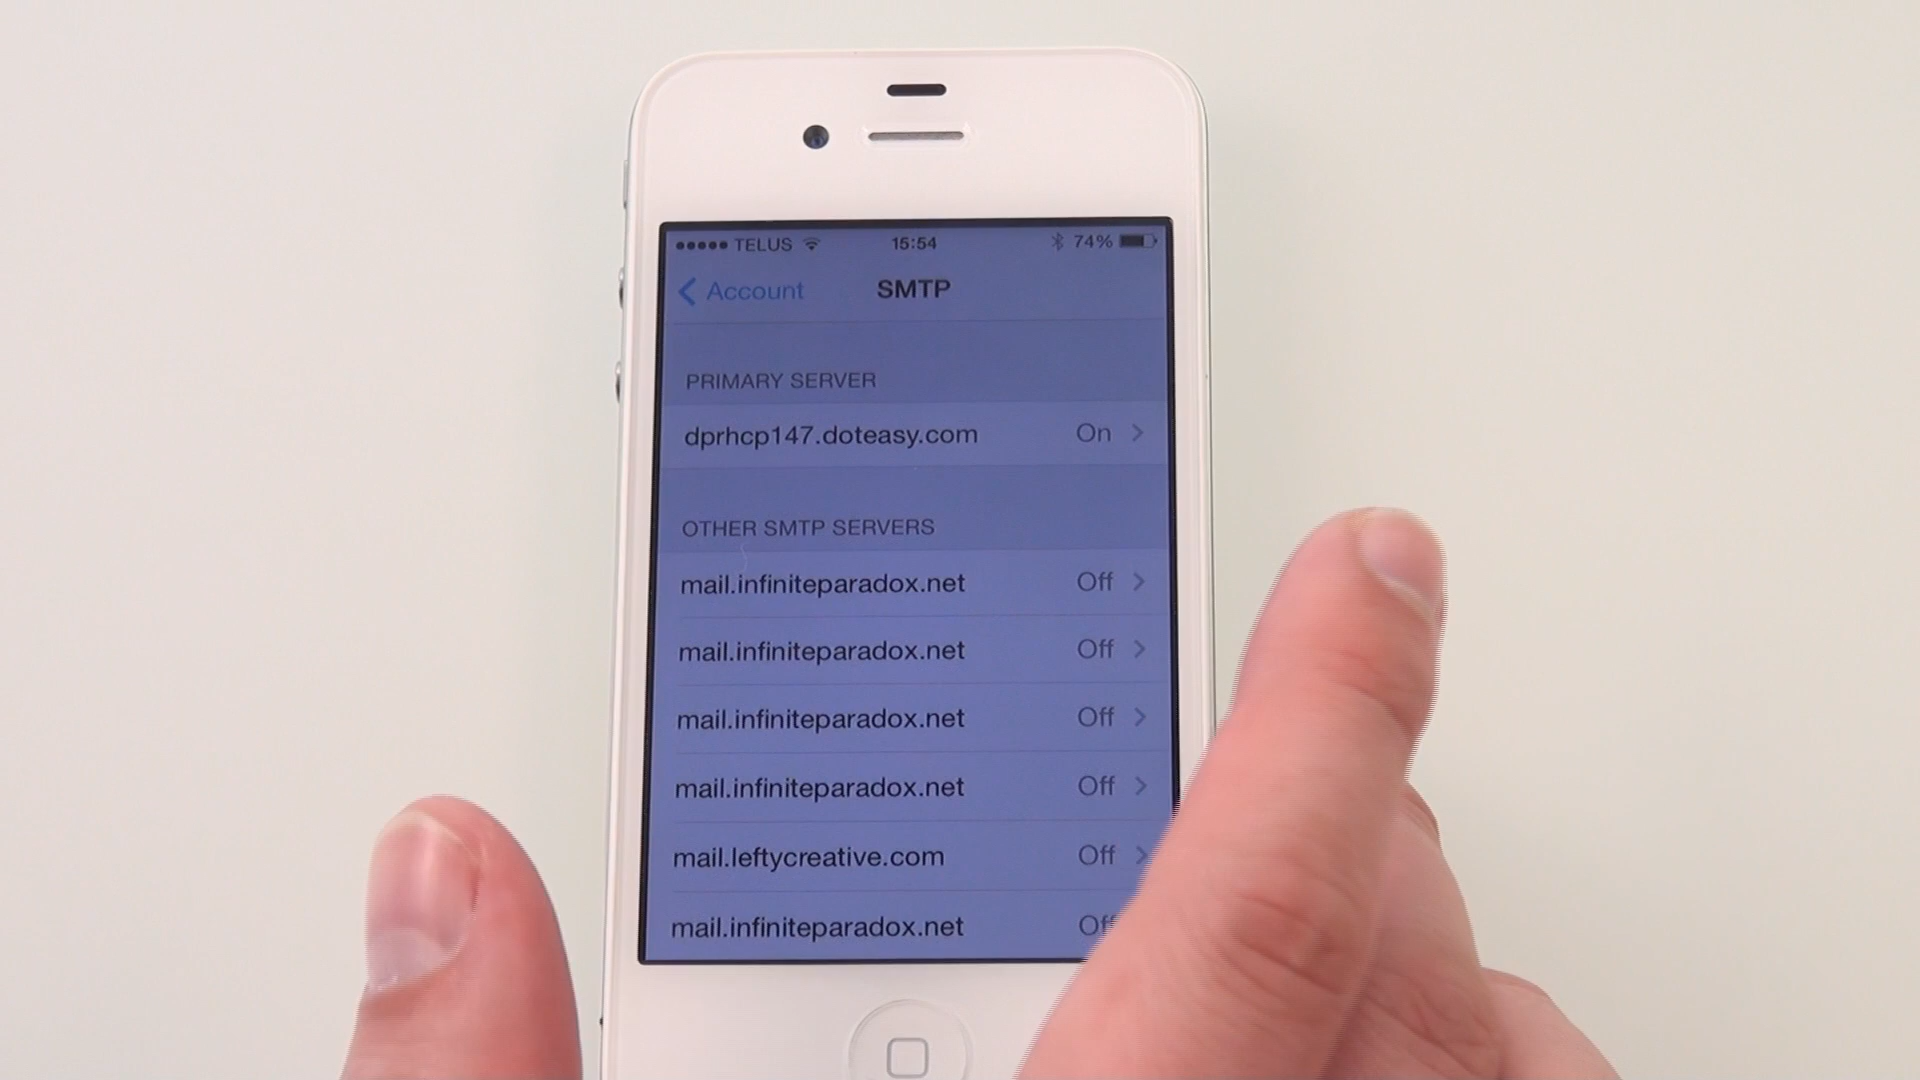 TELUS 15:54 74%
Account SMTP
PRIMARY SERVER
dprhcp147.doteasy.com On
OTHER SMTP SERVERS
mail.infiniteparadox.net Off
mail.infiniteparadox.net Off
mail.infiniteparadox.net Off
mail.infiniteparadox.net Off
mail.leftycreative.com Off
mail.infiniteparadox.net Off